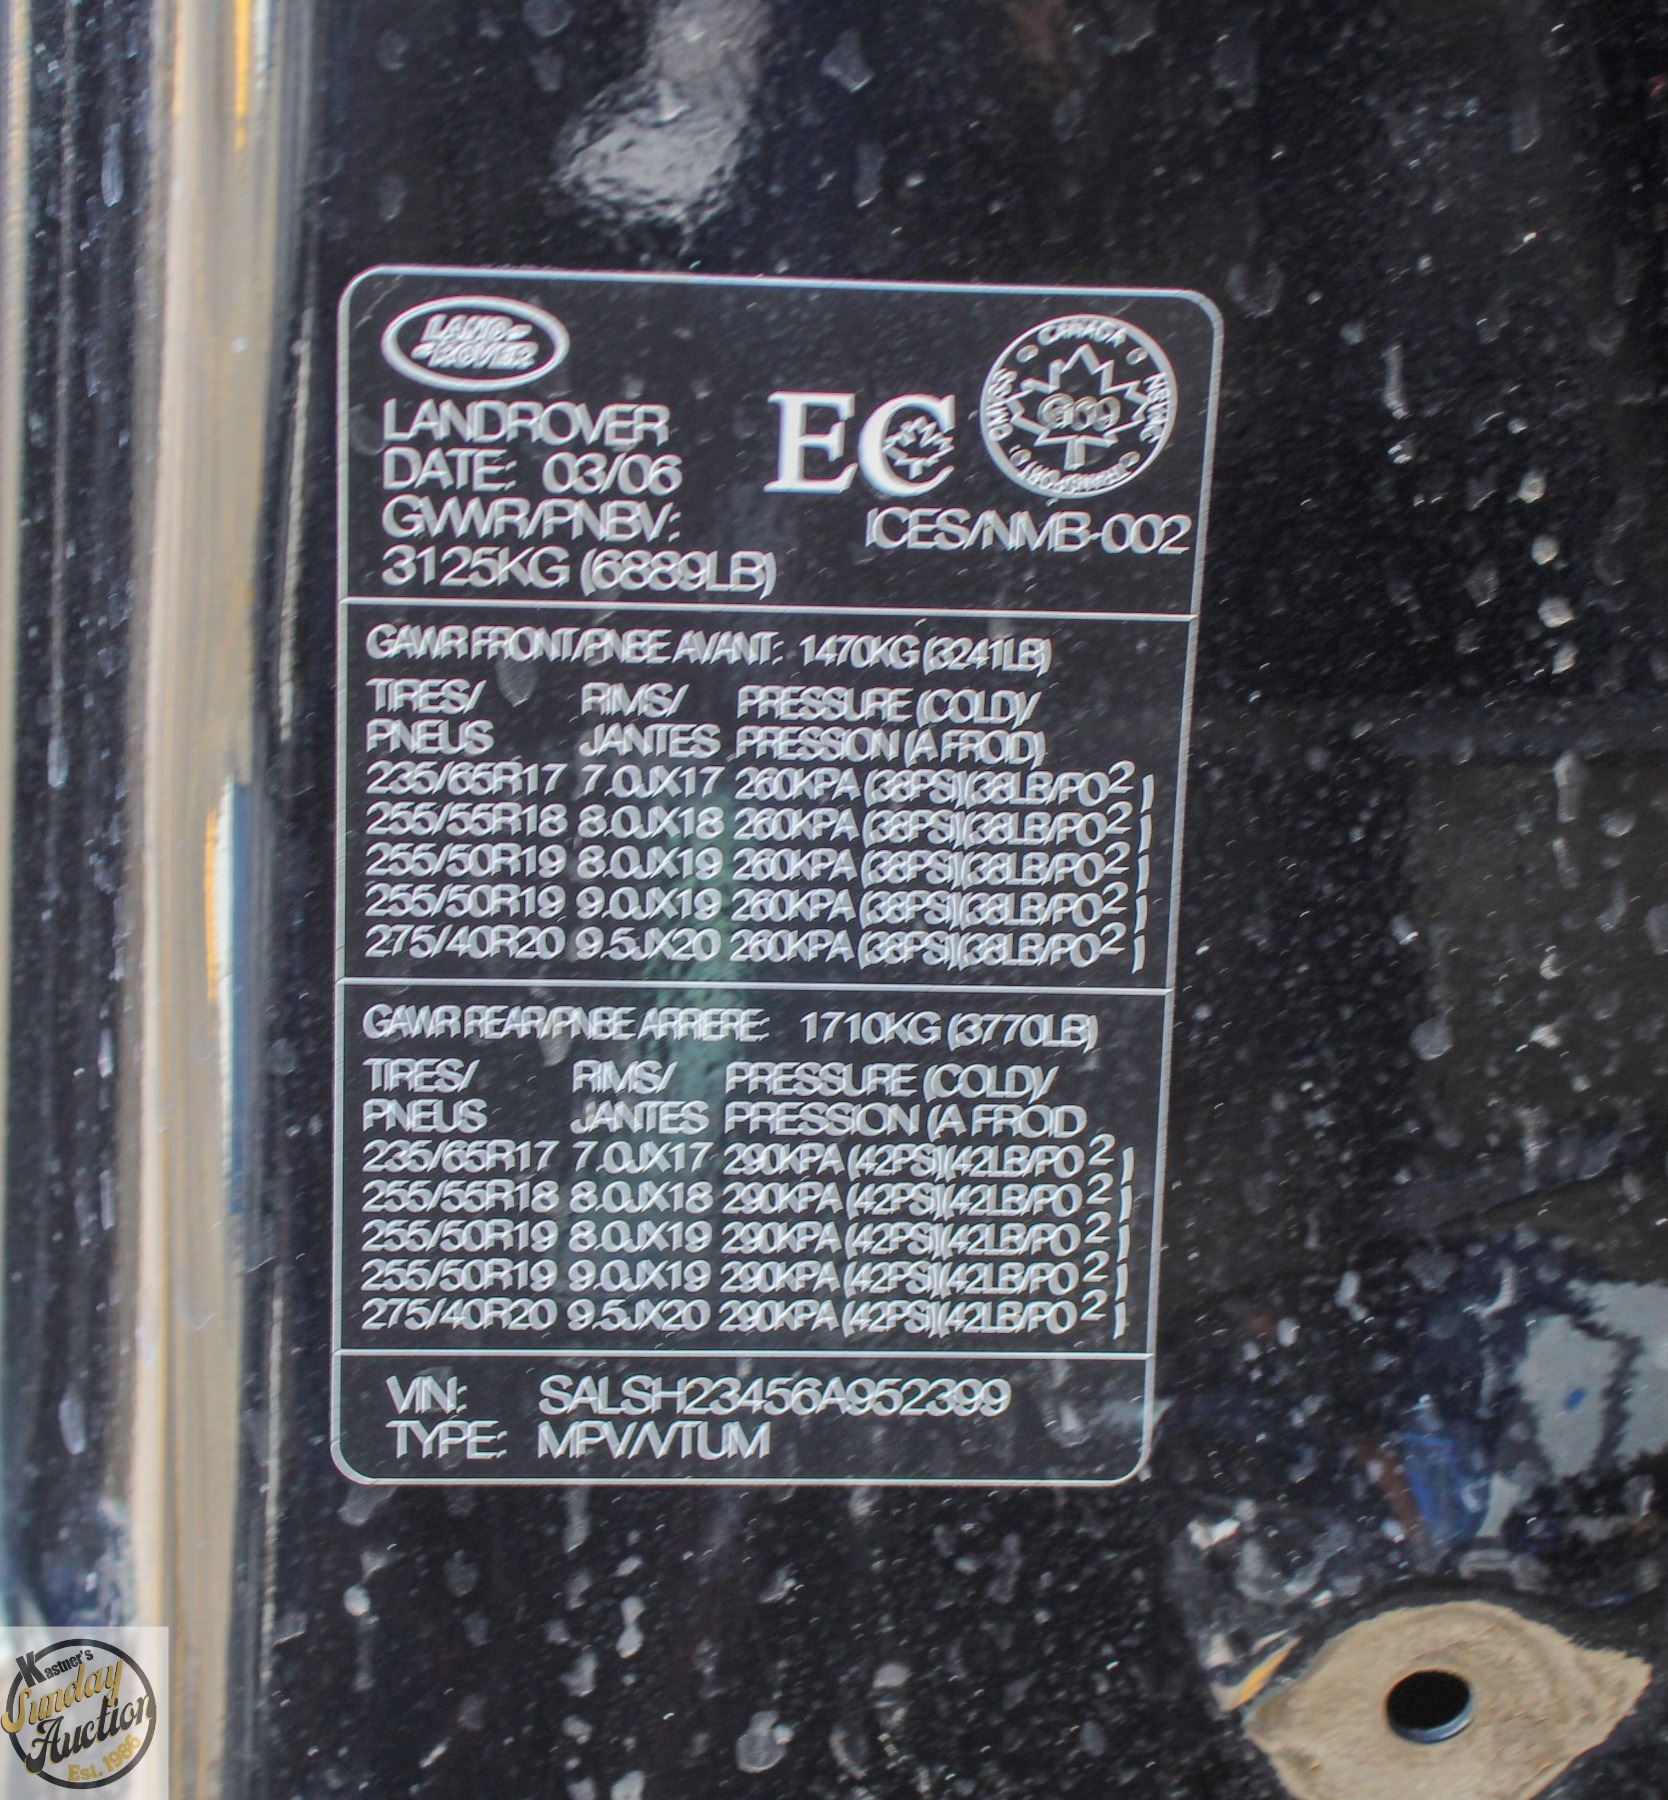 LAND-
-ROVER
LANDROVER
DATE: 03/06
GVWR/PNBV:
3125KG (6889LB)
EC
CANADA
G09
TRANSPORT
ICES/NMB-002
GAWR FRONT/PNBE AVANT: 1470KG (3241LB)
TIRES/ RIMS/ PRESSURE (COLD)/
PNEUS JANTES PRESSION (A FROID)
235/65R17 7.0JX17 260KPA (38PSI)(38LB/PO²)
255/55R18 8.0JX18 260KPA (38PSI)(38LB/PO²)
255/50R19 8.0JX19 260KPA (38PSI)(38LB/PO²)
255/50R19 9.0JX19 260KPA (38PSI)(38LB/PO²)
275/40R20 9.5JX20 260KPA (38PSI)(38LB/PO²)
GAWR REAR/PNBE ARRIERE: 1710KG (3770LB)
TIRES/ RIMS/ PRESSURE (COLD)/
PNEUS JANTES PRESSION (A FROID
235/65R17 7.0JX17 290KPA (42PSI)(42LB/PO²)
255/55R18 8.0JX18 290KPA (42PSI)(42LB/PO²)
255/50R19 8.0JX19 290KPA (42PSI)(42LB/PO²)
255/50R19 9.0JX19 290KPA (42PSI)(42LB/PO²)
275/40R20 9.5JX20 290KPA (42PSI)(42LB/PO²)
VIN: SALSH23456A952399
TYPE: MPV/VTUM
Kastner's
Sunday
Auction
Est. 1986